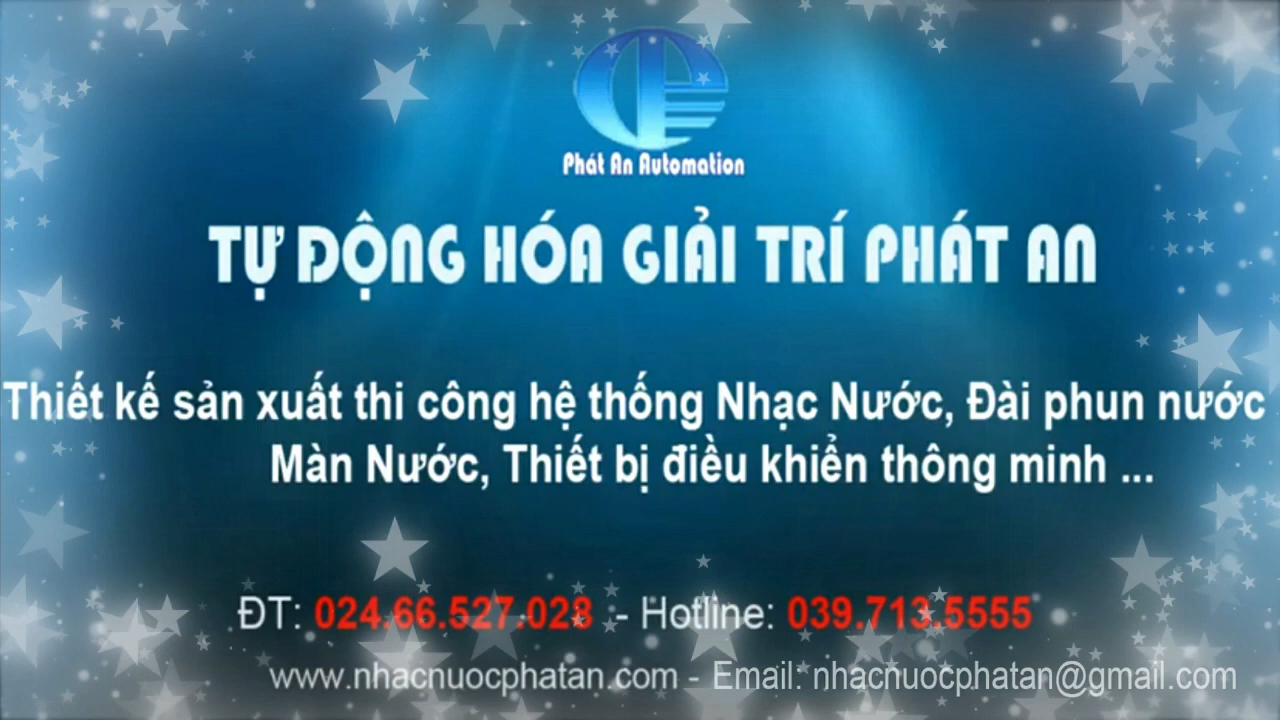 Phát An Automation
TỰ ĐỘNG HÓA GIẢI TRÍ PHÁT AN
Thiết kế sản xuất thi công hệ thống Nhạc Nước, Đài phun nước
Màn Nước, Thiết bị điều khiển thông minh ...
ĐT: 024.66.527.028 - Hotline: 039.713.5555
www.nhacnuocphatan.com - Email: nhacnuocphatan@gmail.com